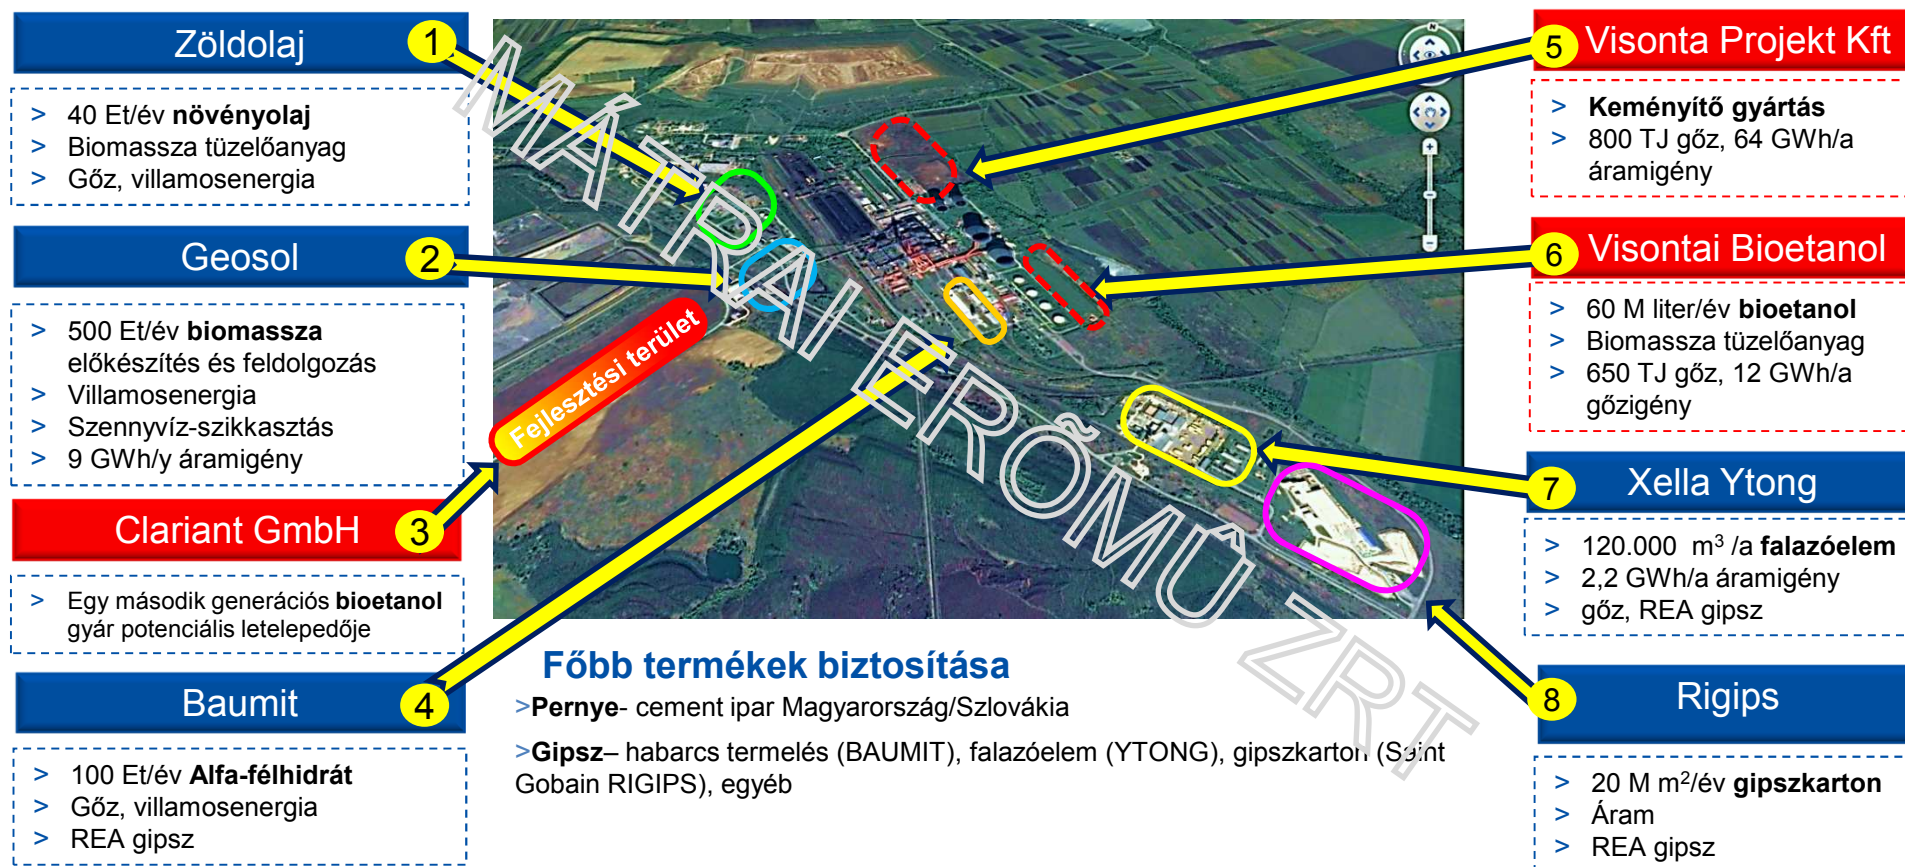 Zöldolaj 1
> 40 Et/év növényolaj
> Biomassza tüzelőanyag
> Gőz, villamosenergia
Geosol 2
> 500 Et/év biomassza
előkészítés és feldolgozás
> Villamosenergia
> Szennyvíz-szikkasztás
> 9 GWh/y áramigény
Clariant GmbH 3
> Egy második generációs bioetanol
gyár potenciális letelepedője
Baumit 4
> 100 Et/év Alfa-félhidrát
> Gőz, villamosenergia
> REA gipsz
MÁTRAI ERŐMŰ ZRT
Fejlesztési terület
Főbb termékek biztosítása
>Pernye- cement ipar Magyarország/Szlovákia
>Gipsz– habarcs termelés (BAUMIT), falazóelem (YTONG), gipszkarton (Saint
Gobain RIGIPS), egyéb
5 Visonta Projekt Kft
> Keményítő gyártás
> 800 TJ gőz, 64 GWh/a
áramigény
6 Visontai Bioetanol
> 60 M liter/év bioetanol
> Biomassza tüzelőanyag
> 650 TJ gőz, 12 GWh/a
gőzigény
7 Xella Ytong
> 120.000 m³ /a falazóelem
> 2,2 GWh/a áramigény
> gőz, REA gipsz
8 Rigips
> 20 M m²/év gipszkarton
> Áram
> REA gipsz